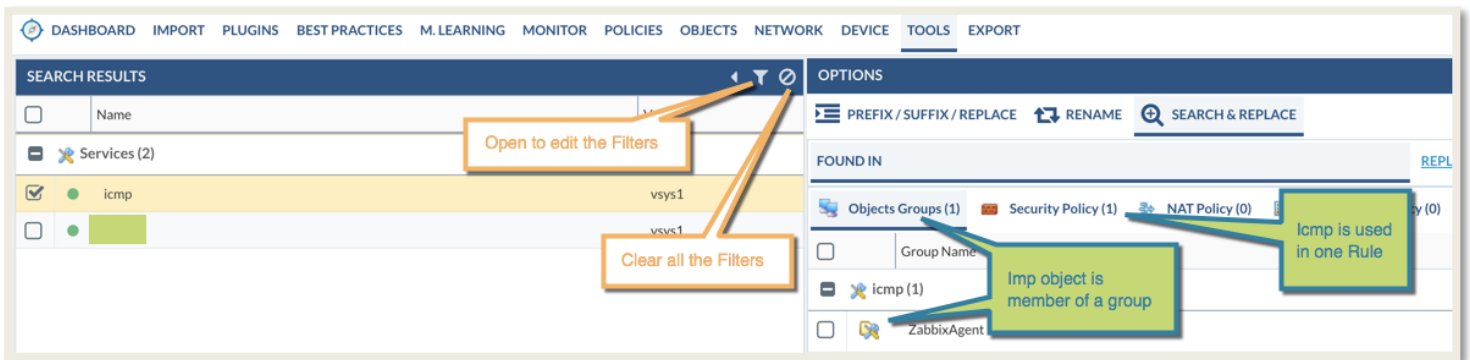 DASHBOARD IMPORT PLUGINS BEST PRACTICES M. LEARNING MONITOR POLICIES OBJECTS NETWORK DEVICE TOOLS EXPORT
SEARCH RESULTS
Name
Services (2)
icmp vsys1
vsys1
Open to edit the Filters
Clear all the Filters
OPTIONS
PREFIX / SUFFIX / REPLACE RENAME SEARCH & REPLACE
FOUND IN REPL
Objects Groups (1) Security Policy (1) NAT Policy (0) (0)
Group Name
icmp (1)
ZabbixAgent
Imp object is
member of a group
Icmp is used
in one Rule